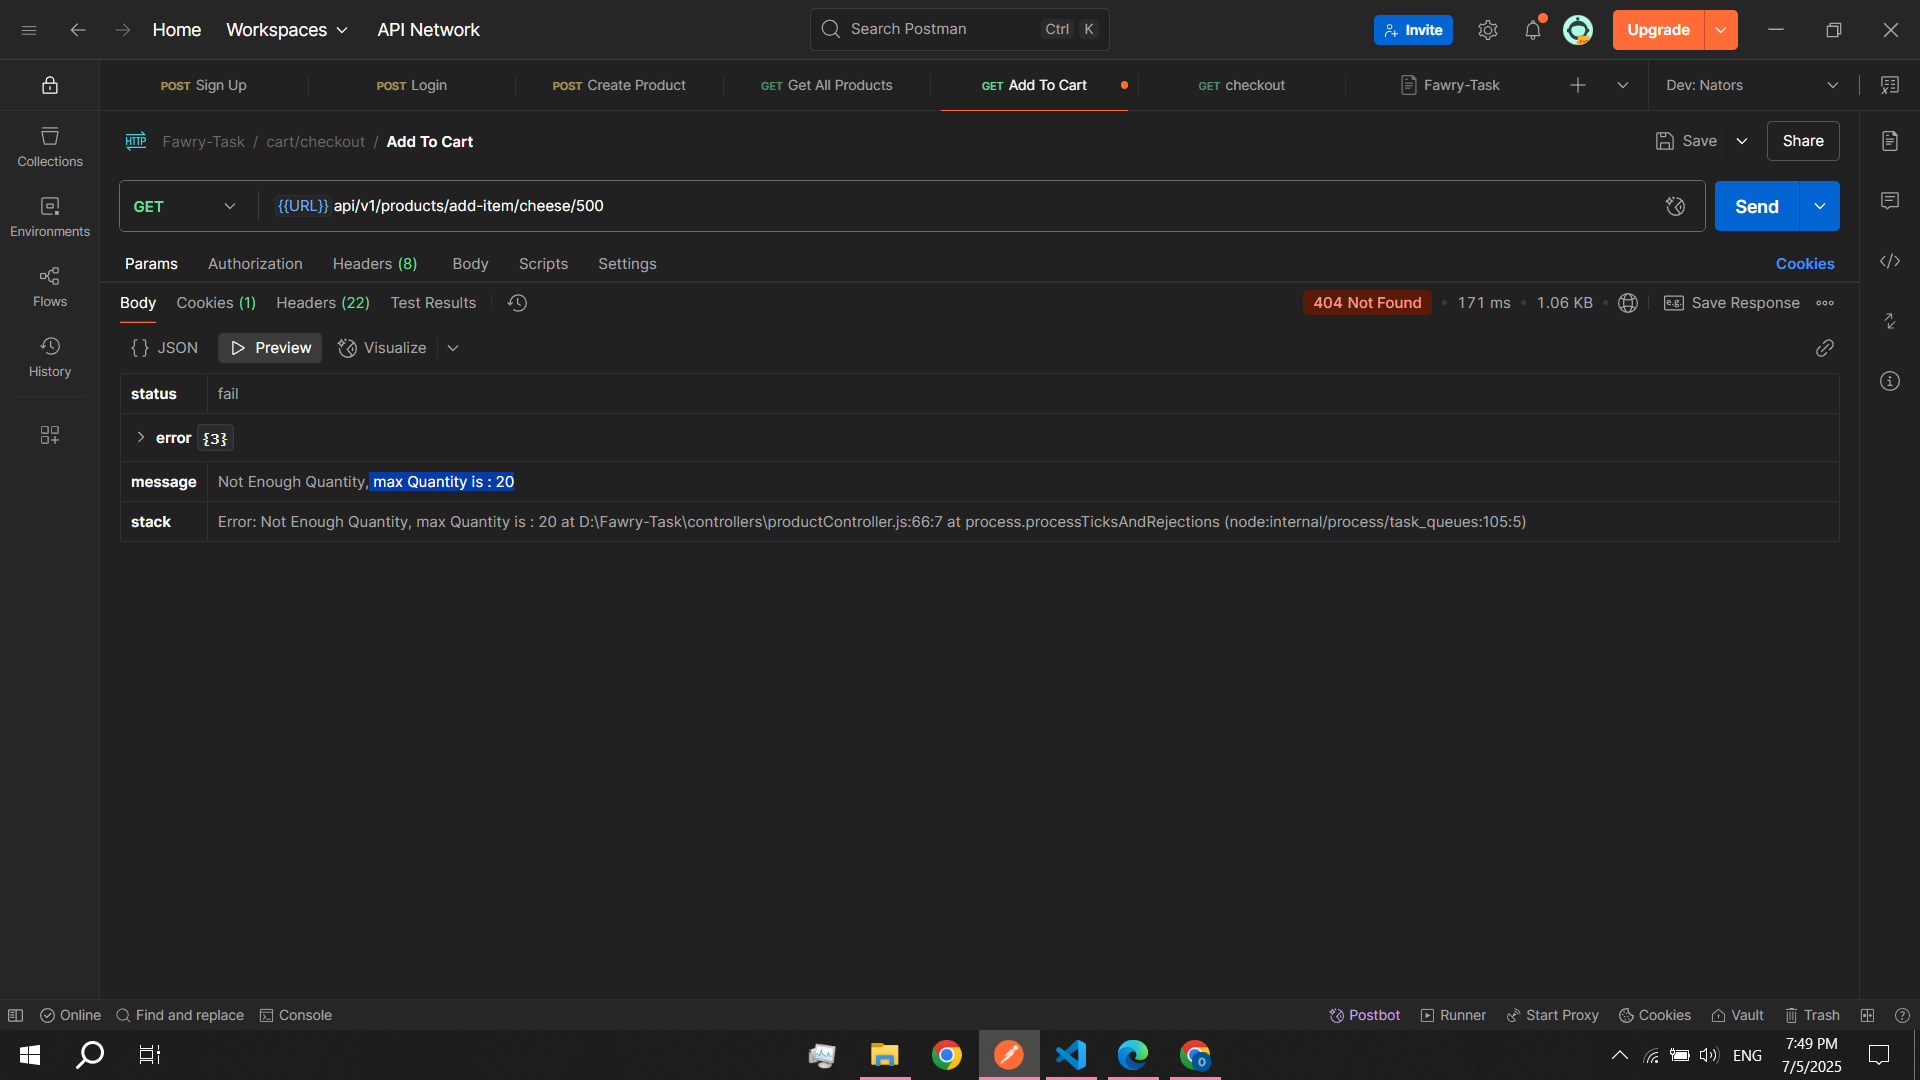 Home Workspaces API Network Search Postman Ctrl K Invite Upgrade
POST Sign Up POST Login POST Create Product GET Get All Products GET Add To Cart GET checkout Fawry-Task Dev: Nators
HTTP Fawry-Task / cart/checkout / Add To Cart Save Share
Collections
GET {{URL}} api/v1/products/add-item/cheese/500 Send
Environments
Params Authorization Headers (8) Body Scripts Settings Cookies
Flows
Body Cookies (1) Headers (22) Test Results 404 Not Found • 171 ms • 1.06 KB • e.g. Save Response
{} JSON Preview Visualize
History
status fail
error {3}
message Not Enough Quantity, max Quantity is : 20
stack Error: Not Enough Quantity, max Quantity is : 20 at D:\Fawry-Task\controllers\productController.js:66:7 at process.processTicksAndRejections (node:internal/process/task_queues:105:5)
Online Find and replace Console Postbot Runner Start Proxy Cookies Vault Trash
ENG 7:49 PM
7/5/2025